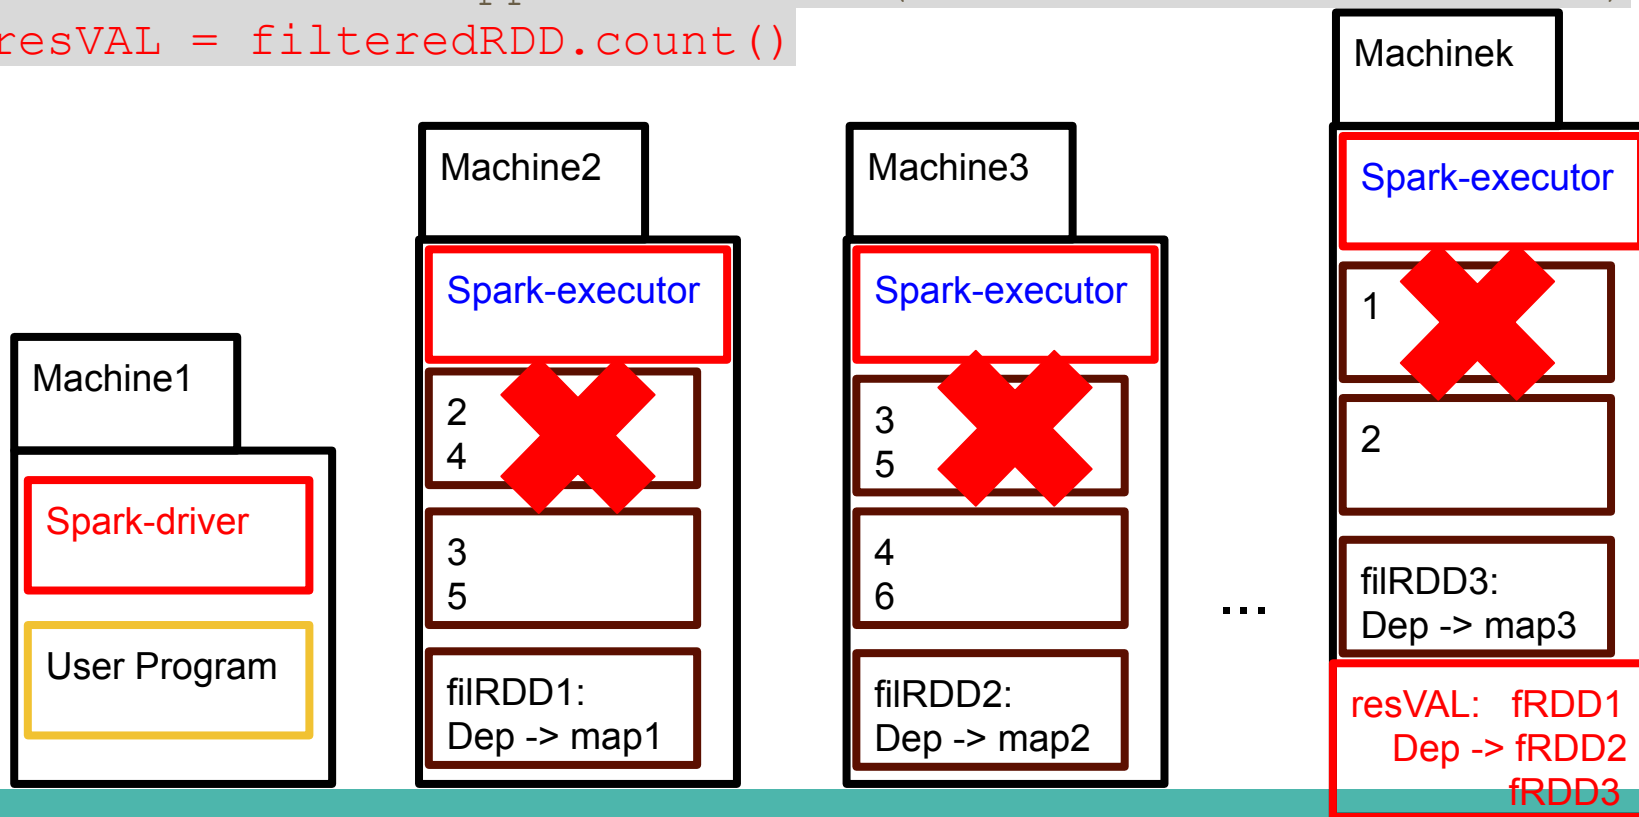 resVAL = filteredRDD.count()
Machine1
Spark-driver
User Program
Machine2
Spark-executor
2
4
3
5
filRDD1:
Dep -> map1
Machine3
Spark-executor
3
5
4
6
filRDD2:
Dep -> map2
...
Machinek
Spark-executor
1
2
filRDD3:
Dep -> map3
resVAL: fRDD1
Dep -> fRDD2
fRDD3